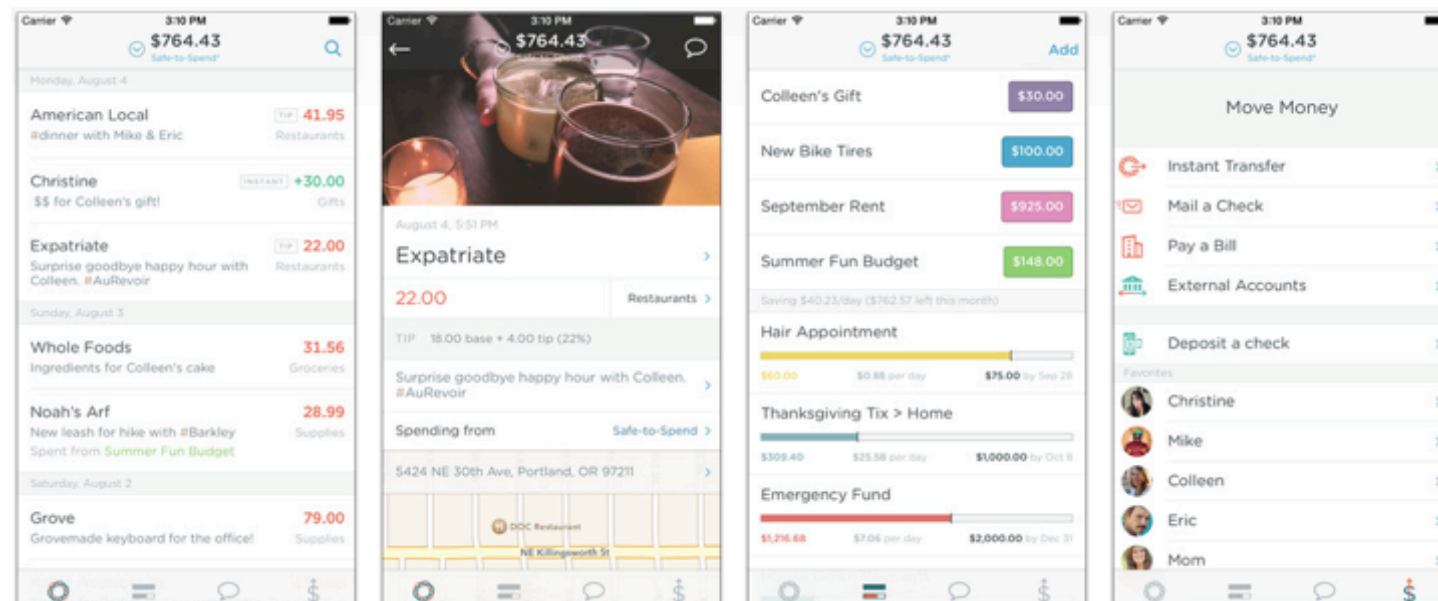 Carrier 3:10 PM
$764.43
Safe-to-Spend®
Monday, August 4
American Local TIP 41.95
#dinner with Mike & Eric Restaurants
Christine INSTANT +30.00
$$ for Colleen's gift! Gifts
Expatriate TIP 22.00
Surprise goodbye happy hour with Restaurants
Colleen. #AuRevoir
Sunday, August 3
Whole Foods 31.56
Ingredients for Colleen's cake Groceries
Noah's Arf 28.99
New leash for hike with #Barkley Supplies
Spent from Summer Fun Budget
Saturday, August 2
Grove 79.00
Grovemade keyboard for the office! Supplies
Carrier 3:10 PM
$764.43
Safe-to-Spend®
August 4, 5:51 PM
Expatriate
22.00 Restaurants
TIP 18.00 base + 4.00 tip (22%)
Surprise goodbye happy hour with Colleen.
#AuRevoir
Spending from Safe-to-Spend
5424 NE 30th Ave, Portland, OR 97211
DOC Restaurant
NE Killingsworth St
Carrier 3:10 PM
$764.43
Safe-to-Spend®
Add
Colleen's Gift $30.00
New Bike Tires $100.00
September Rent $925.00
Summer Fun Budget $148.00
Saving $40.23/day ($762.57 left this month)
Hair Appointment
$60.00 $0.88 per day $75.00 by Sep 28
Thanksgiving Tix > Home
$309.40 $25.58 per day $1,000.00 by Oct 8
Emergency Fund
$1,216.68 $7.06 per day $2,000.00 by Dec 31
Carrier 3:10 PM
$764.43
Safe-to-Spend®
Move Money
Instant Transfer
Mail a Check
Pay a Bill
External Accounts
Deposit a check
Favorites
Christine
Mike
Colleen
Eric
Mom